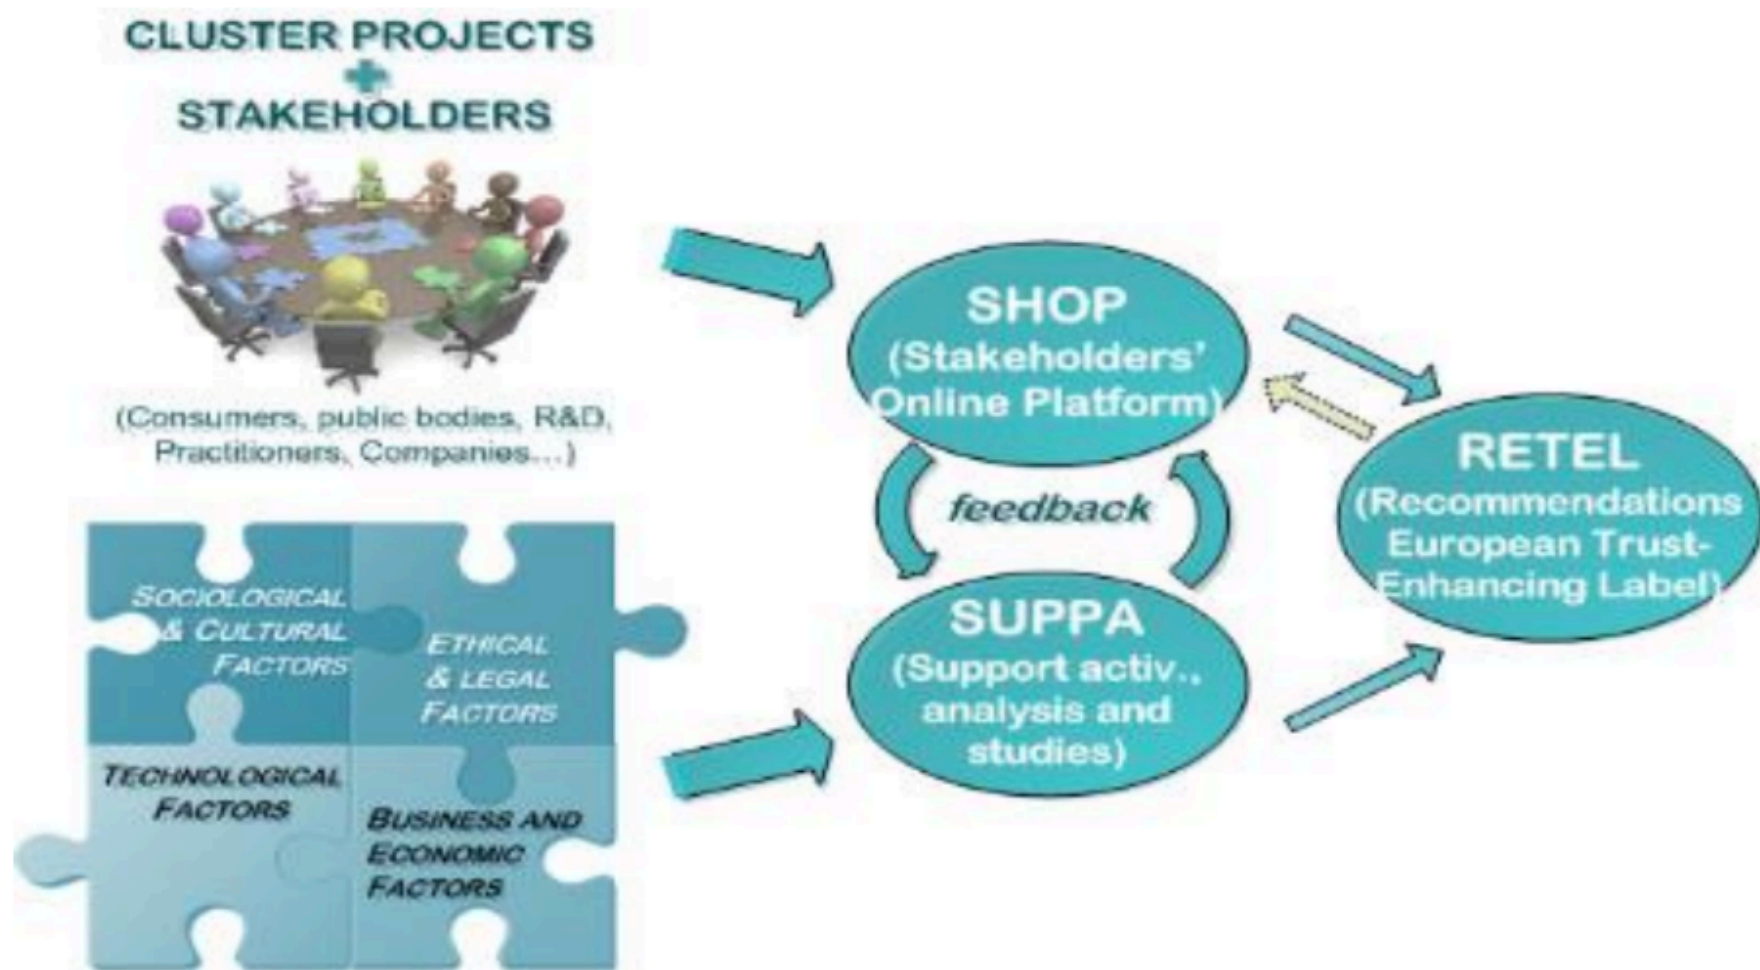 CLUSTER PROJECTS
STAKEHOLDERS
(Consumers, public bodies, R&D,
Practitioners, Companies...)
SOCIOLOGICAL
& CULTURAL
FACTORS
ETHICAL
& LEGAL
FACTORS
TECHNOLOGICAL
FACTORS
BUSINESS AND
ECONOMIC
FACTORS
SHOP
(Stakeholders'
Online Platform)
feedback
SUPPA
(Support activ.,
analysis and
studies)
RETEL
(Recommendations
European Trust-
Enhancing Label)